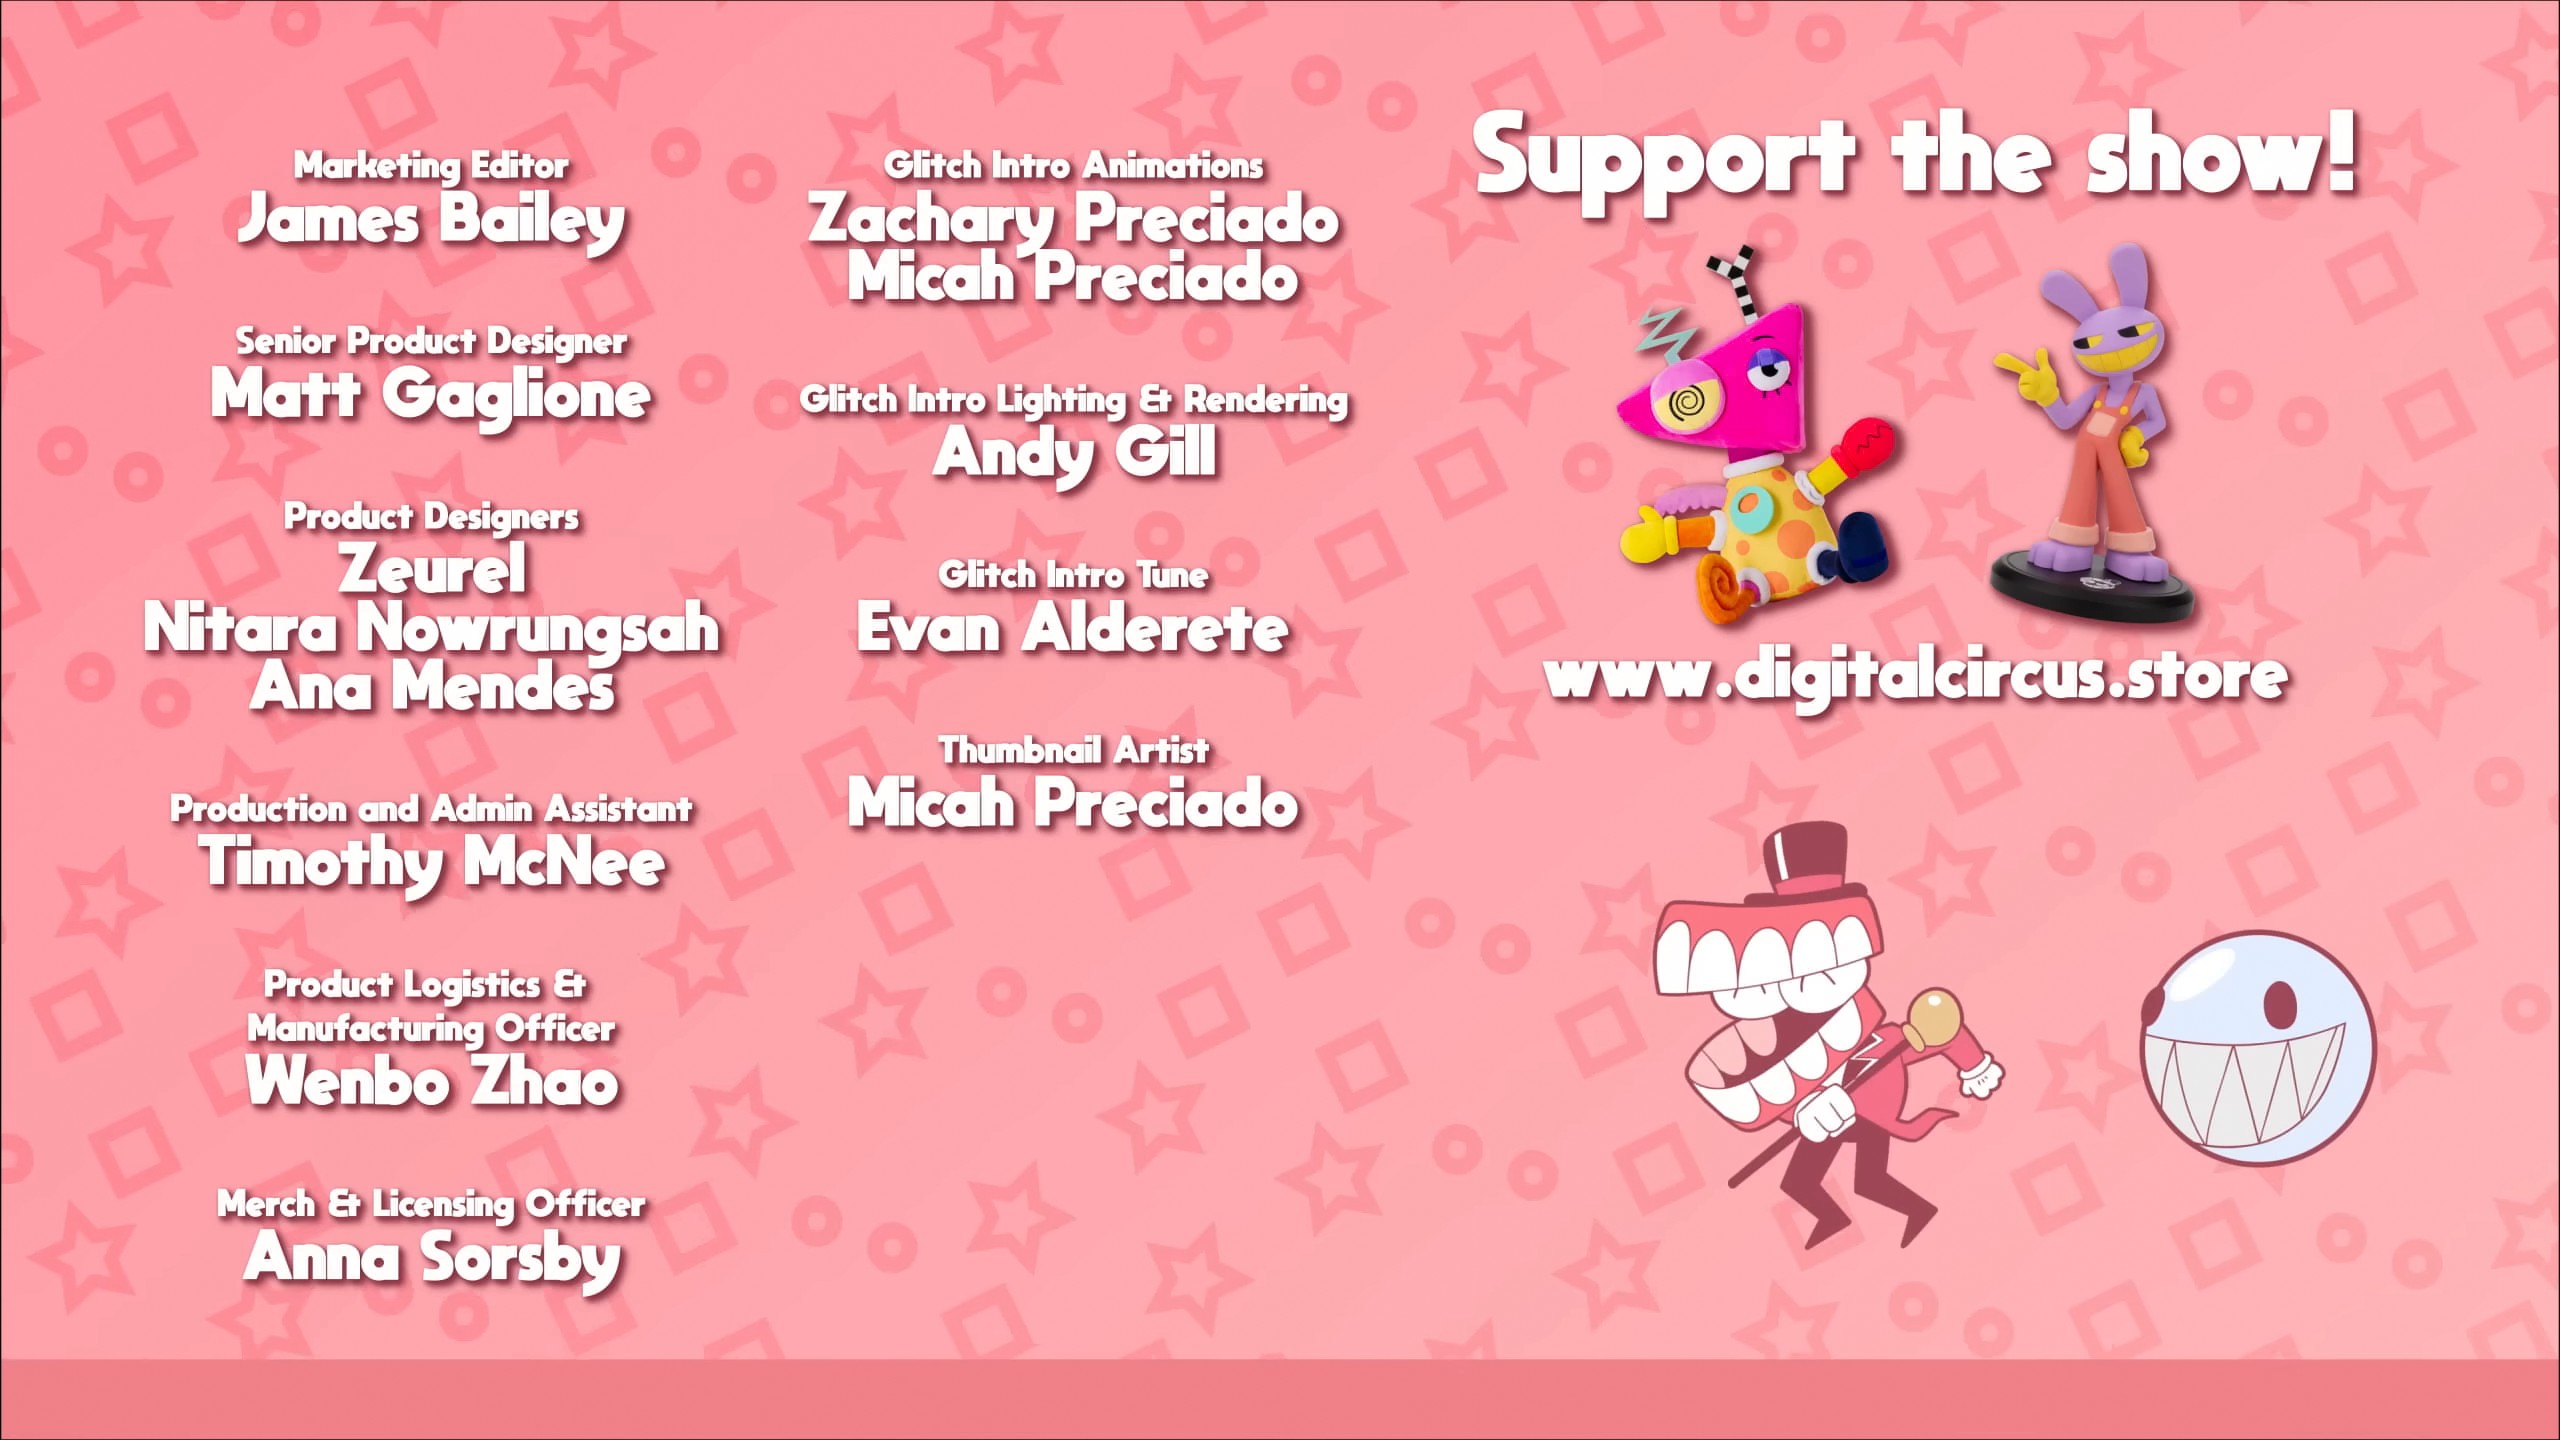 Marketing Editor
James Bailey
Senior Product Designer
Matt Gaglione
Product Designers
Zeurel
Nitara Nowrungsah
Ana Mendes
Production and Admin Assistant
Timothy McNee
Product Logistics &
Manufacturing Officer
Wenbo Zhao
Merch & Licensing Officer
Anna Sorsby
Glitch Intro Animations
Zachary Preciado
Micah Preciado
Glitch Intro Lighting & Rendering
Andy Gill
Glitch Intro Tune
Evan Alderete
Thumbnail Artist
Micah Preciado
Support the show!
www.digitalcircus.store